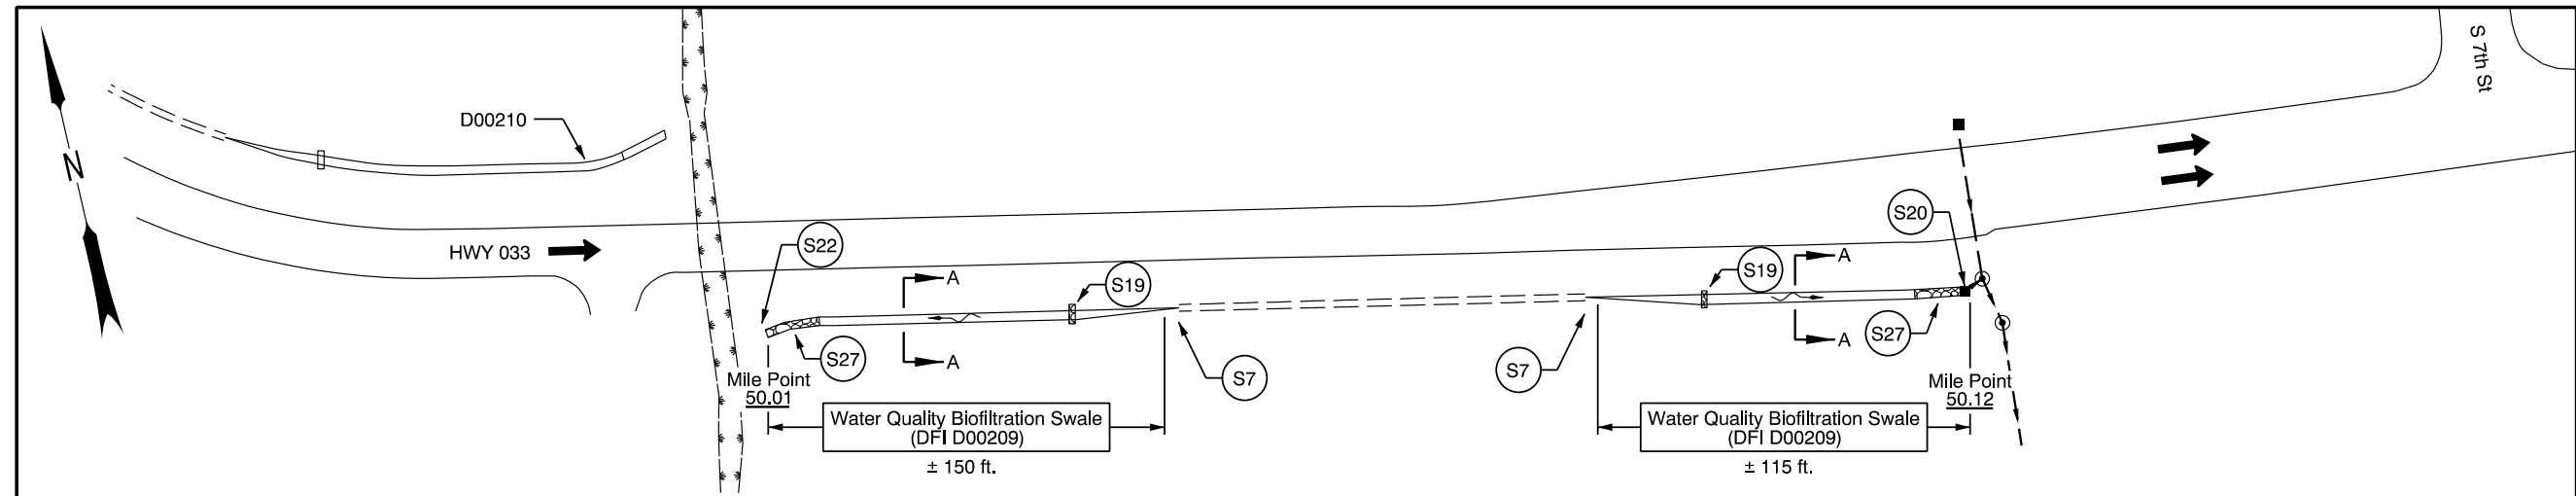 S 7th St
D00210
N
HWY 033
S22
S19
A
A
S27
S7
S20
S19
A
A
S27
S7
Mile Point
50.01
Mile Point
50.12
Water Quality Biofiltration Swale
(DFI D00209)
± 150 ft.
Water Quality Biofiltration Swale
(DFI D00209)
± 115 ft.